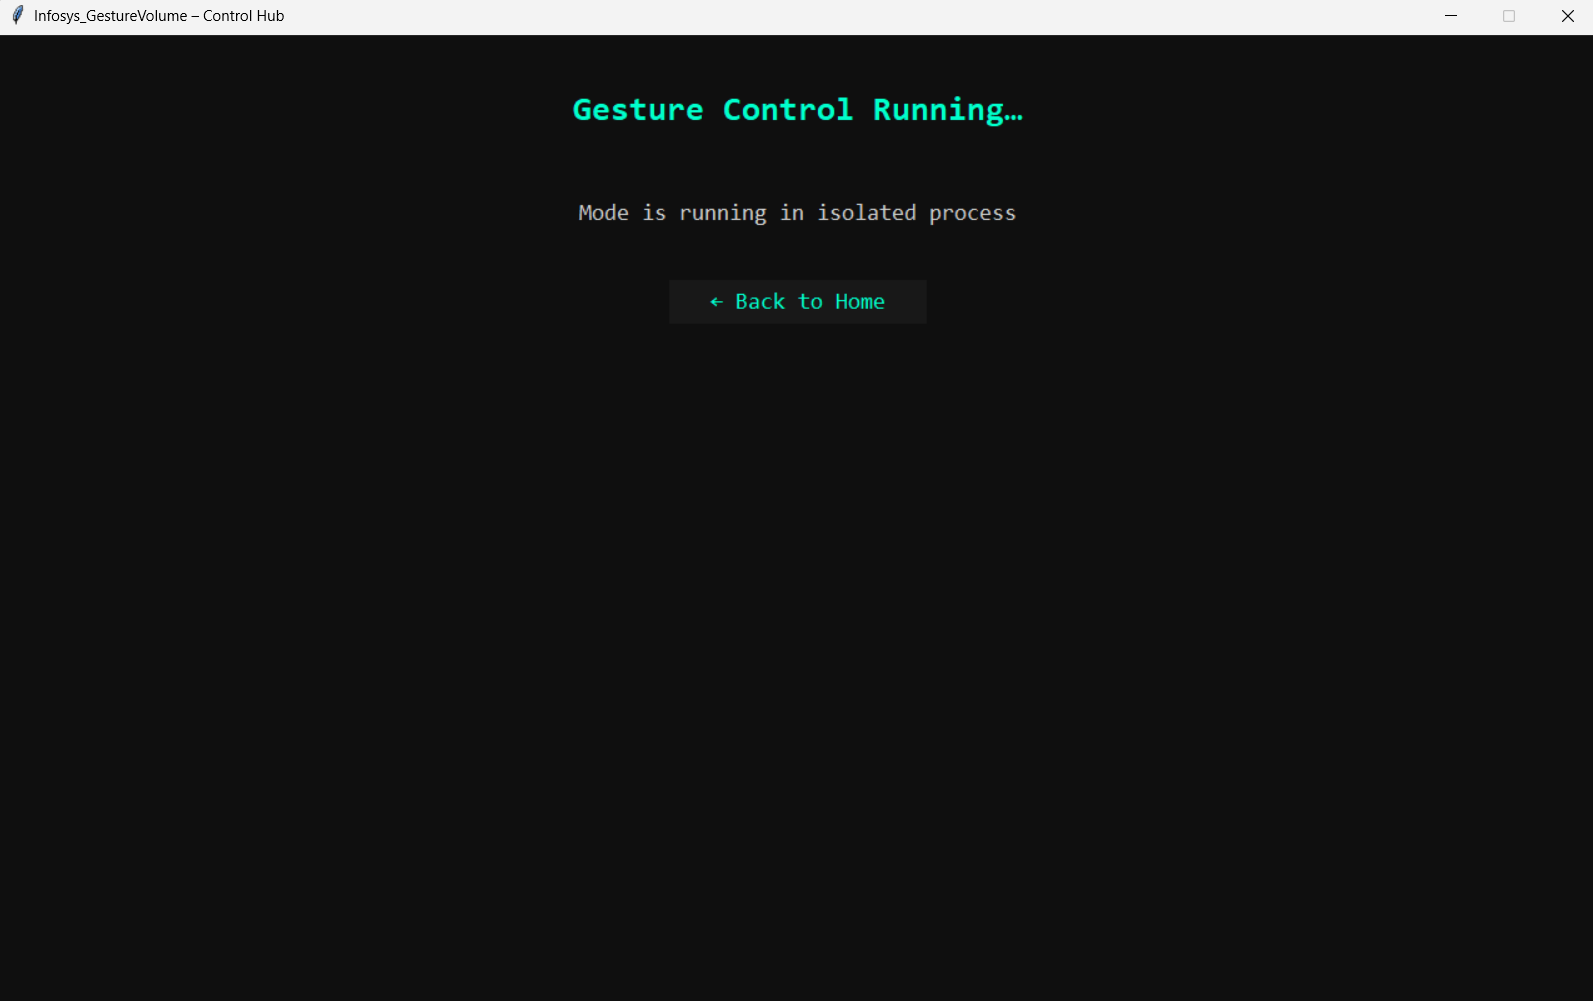 Infosys_GestureVolume – Control Hub
Gesture Control Running…
Mode is running in isolated process
← Back to Home